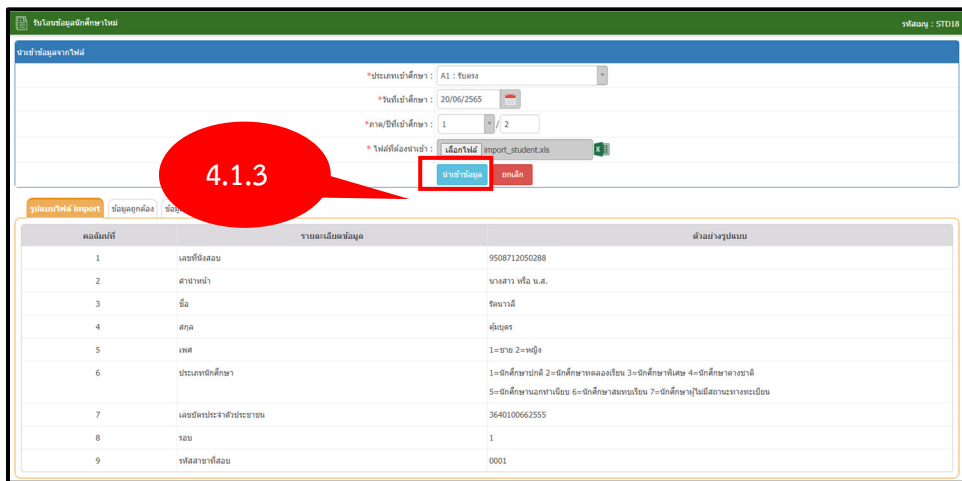 รับโอนข้อมูลนักศึกษาใหม่ รหัสเมนู : STD18
นำเข้าข้อมูลจากไฟล์
*ประเภทเข้าศึกษา : A1 : รับตรง
*วันที่เข้าศึกษา : 20/06/2565
*ภาค/ปีที่เข้าศึกษา : 1 / 2
* ไฟล์ที่ต้องนำเข้า : เลือกไฟล์ import_student.xls
4.1.3
นำเข้าข้อมูล ยกเลิก
รูปแบบไฟล์ import ข้อมูลถูกต้อง
คอลัมน์ที่ รายละเอียดข้อมูล ตัวอย่างรูปแบบ
1 เลขที่นั่งสอบ 9508712050288
2 คำนำหน้า นางสาว หรือ น.ส.
3 ชื่อ รัตนาวลี
4 สกุล คุ้มบุตร
5 เพศ 1=ชาย 2=หญิง
6 ประเภทนักศึกษา 1=นักศึกษาปกติ 2=นักศึกษาทดลองเรียน 3=นักศึกษาพิเศษ 4=นักศึกษาต่างชาติ
5=นักศึกษานอกทำเนียบ 6=นักศึกษาสมทบเรียน 7=นักศึกษาผู้ไม่มีสถานะทางทะเบียน
7 เลขบัตรประจำตัวประชาชน 3640100662555
8 รอบ 1
9 รหัสสาขาที่สอบ 0001